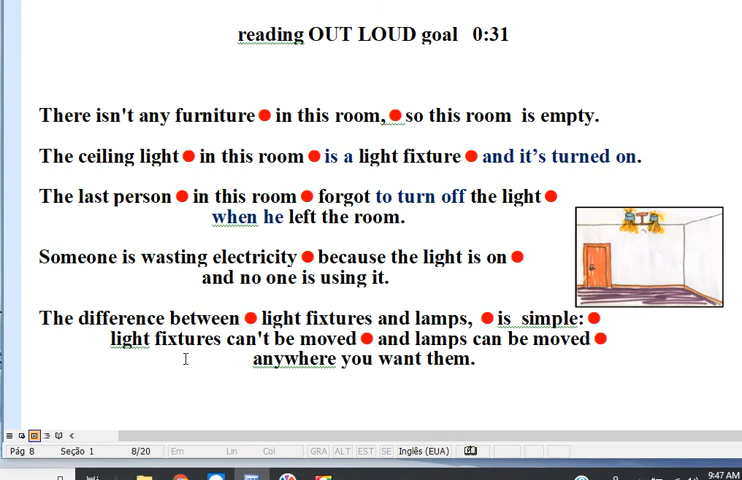 reading OUT LOUD goal 0:31
There isn't any furniture in this room, so this room is empty.
The ceiling light in this room is a light fixture and it's turned on.
The last person in this room forgot to turn off the light
when he left the room.
Someone is wasting electricity because the light is on
and no one is using it.
The difference between light fixtures and lamps, is simple:
light fixtures can't be moved and lamps can be moved
anywhere you want them.
Pág 8 Seção 1 8/20 Em Lin Col GRA ALT EST SE Inglês (EUA)
9:47 AM